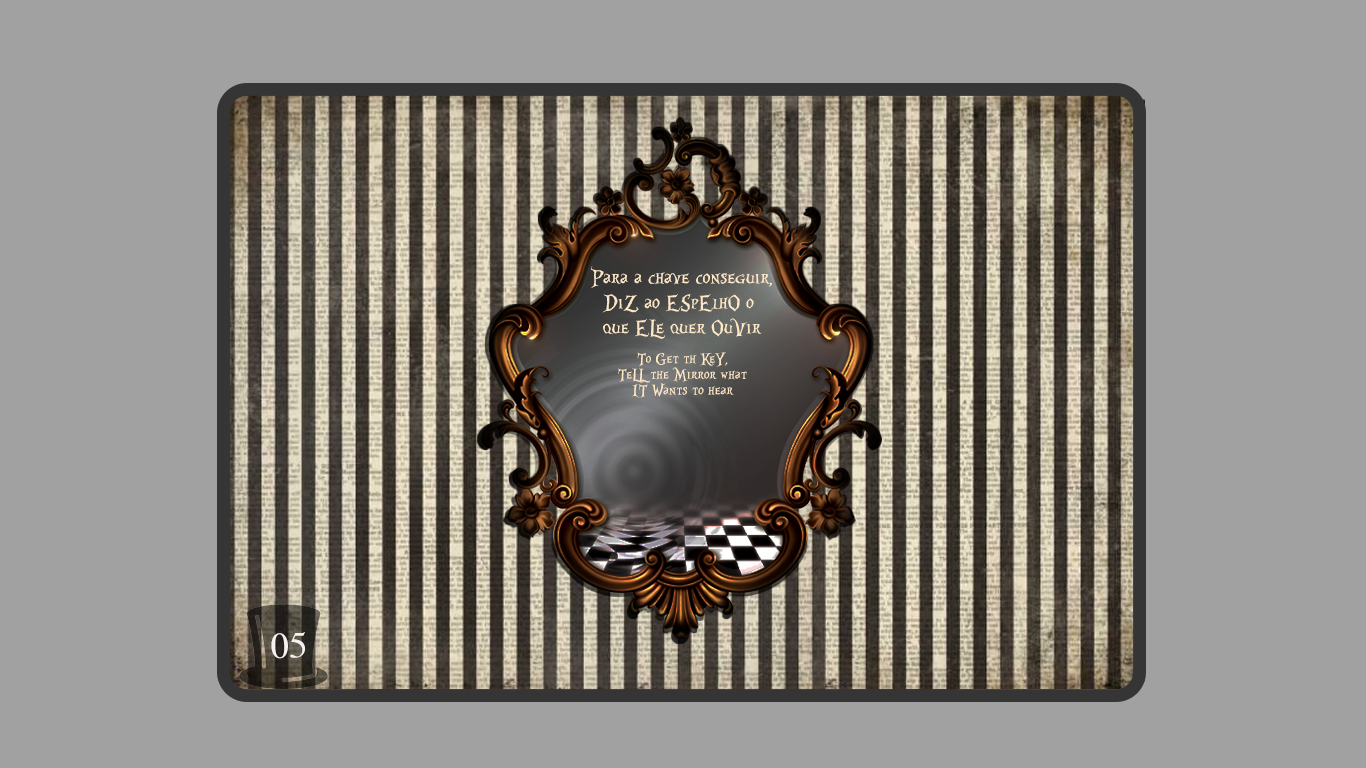 Para a chave conseguir,
DiZ ao ESpElhO o
que ELe quer OuVir
To Get th KeY,
TeLL the Mirror what
IT Wants to hear
05